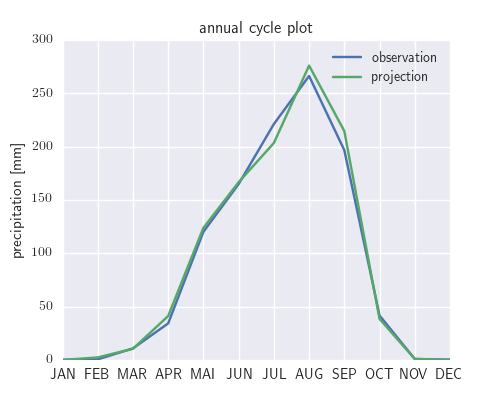 annual cycle plot
300
250
200
150
100
50
0
precipitation [mm]
observation
projection
JAN FEB MAR APR MAI JUN JUL AUG SEP OCT NOV DEC